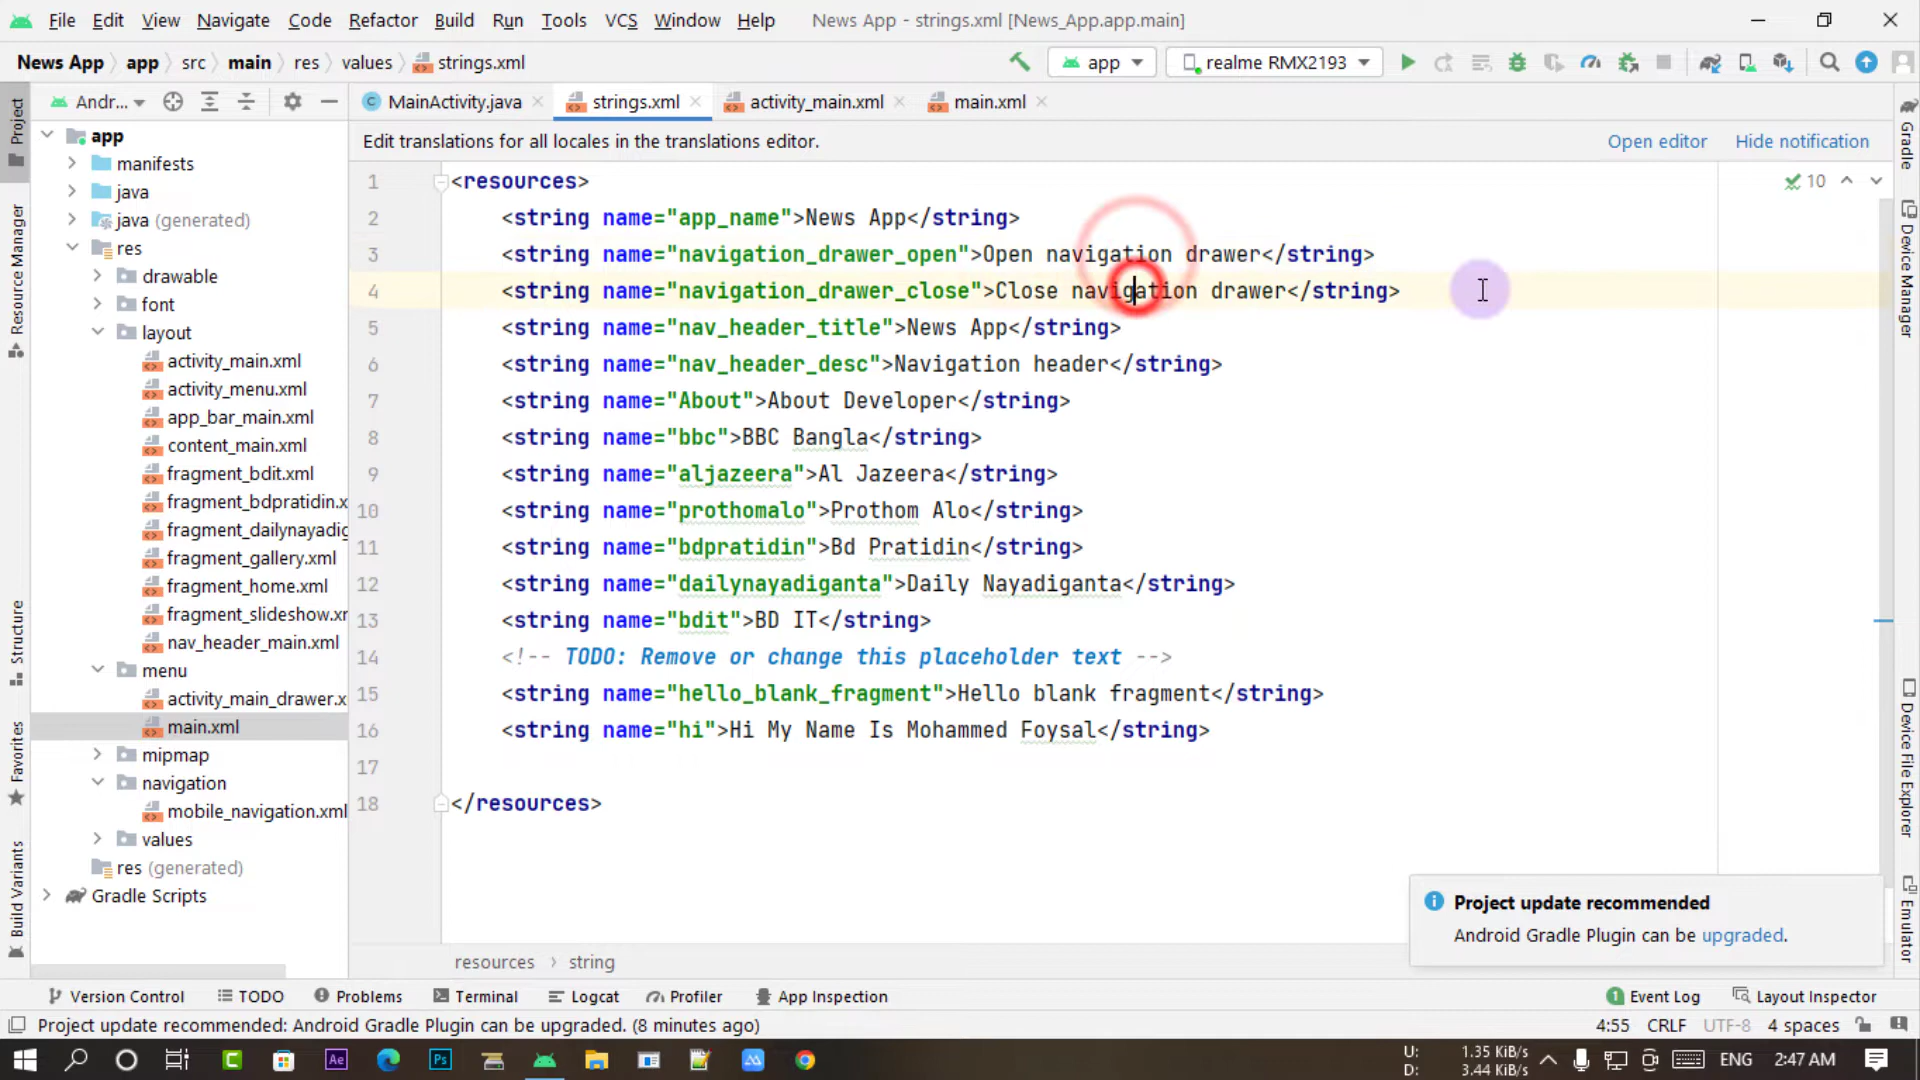 File Edit View Navigate Code Refactor Build Run Tools VCS Window Help News App - strings.xml [News_App.app.main]
News App app src main res values strings.xml app realme RMX2193
Andr... MainActivity.java strings.xml activity_main.xml main.xml
Edit translations for all locales in the translations editor. Open editor Hide notification
Project
Resource Manager
Structure
Favorites
Build Variants
app
manifests
java
java (generated)
res
drawable
font
layout
activity_main.xml
activity_menu.xml
app_bar_main.xml
content_main.xml
fragment_bdit.xml
fragment_bdpratidin.x
fragment_dailynayadig
fragment_gallery.xml
fragment_home.xml
fragment_slideshow.xr
nav_header_main.xml
menu
activity_main_drawer.x
main.xml
mipmap
navigation
mobile_navigation.xml
values
res (generated)
Gradle Scripts
10
1 <resources>
2 <string name="app_name">News App</string>
3 <string name="navigation_drawer_open">Open navigation drawer</string>
4 <string name="navigation_drawer_close">Close navigation drawer</string>
5 <string name="nav_header_title">News App</string>
6 <string name="nav_header_desc">Navigation header</string>
7 <string name="About">About Developer</string>
8 <string name="bbc">BBC Bangla</string>
9 <string name="aljazeera">Al Jazeera</string>
10 <string name="prothomalo">Prothom Alo</string>
11 <string name="bdpratidin">Bd Pratidin</string>
12 <string name="dailynayadiganta">Daily Nayadiganta</string>
13 <string name="bdit">BD IT</string>
14 <!-- TODO: Remove or change this placeholder text -->
15 <string name="hello_blank_fragment">Hello blank fragment</string>
16 <string name="hi">Hi My Name Is Mohammed Foysal</string>
17
18 </resources>
Gradle
Device Manager
Device File Explorer
Emulator
Project update recommended
Android Gradle Plugin can be upgraded.
resources string
Version Control TODO Problems Terminal Logcat Profiler App Inspection 1 Event Log Layout Inspector
Project update recommended: Android Gradle Plugin can be upgraded. (8 minutes ago) 4:55 CRLF UTF-8 4 spaces
C Ae Ps U: 1.35 KiB/s
D: 3.44 KiB/s
ENG 2:47 AM